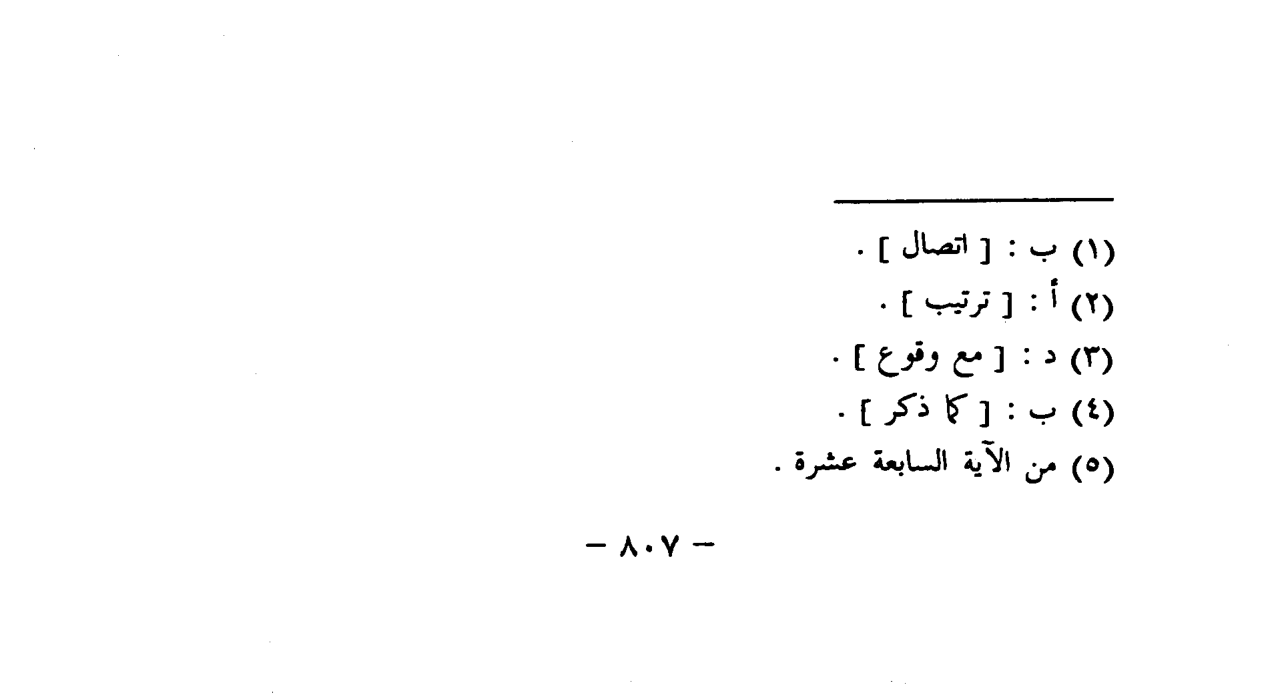 (١) ب : [ اتصال ] .
(٢) أ : [ ترتيب ] .
(٣) د : [ مع وقوع ] .
(٤) ب : [ كما ذكر ] .
(٥) من الآية السابعة عشرة .
– ٨٠٧ –